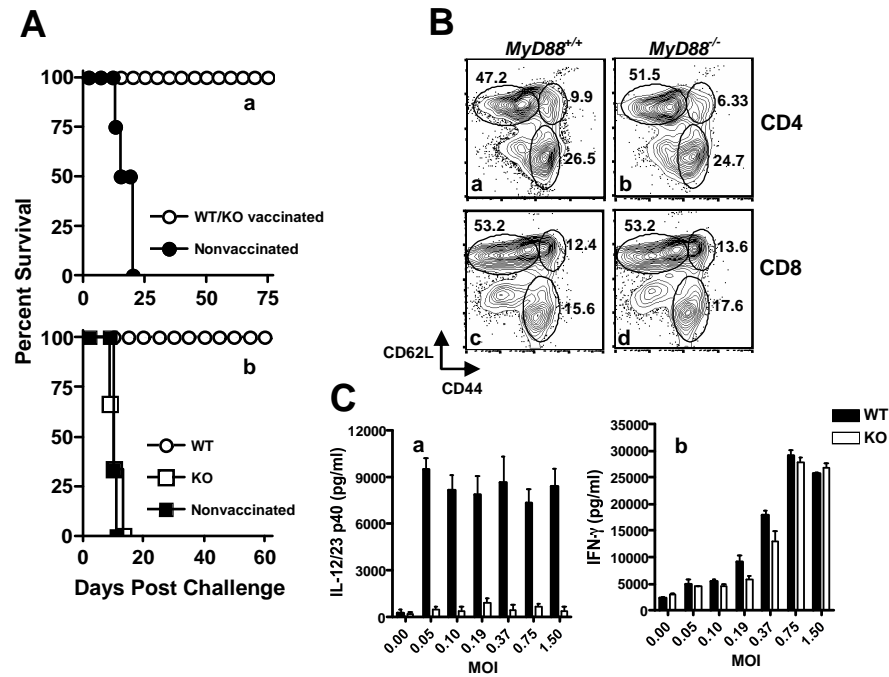 A
a
100
75
50
25
0
WT/KO vaccinated
Nonvaccinated
0 25 50 75
Percent Survival
b
100
75
50
25
0
WT
KO
Nonvaccinated
0 20 40 60
Days Post Challenge
B
MyD88+/+ MyD88-/-
47.2 9.9 26.5 a
51.5 6.33 24.7 b
CD4
53.2 12.4 15.6 c
53.2 13.6 17.6 d
CD8
CD62L
CD44
C
a
12000
9000
6000
3000
0
IL-12/23 p40 (pg/ml)
0.00 0.05 0.10 0.19 0.37 0.75 1.50
MOI
b
35000
30000
25000
20000
15000
10000
5000
0
IFN-γ (pg/ml)
0.00 0.05 0.10 0.19 0.37 0.75 1.50
MOI
WT
KO